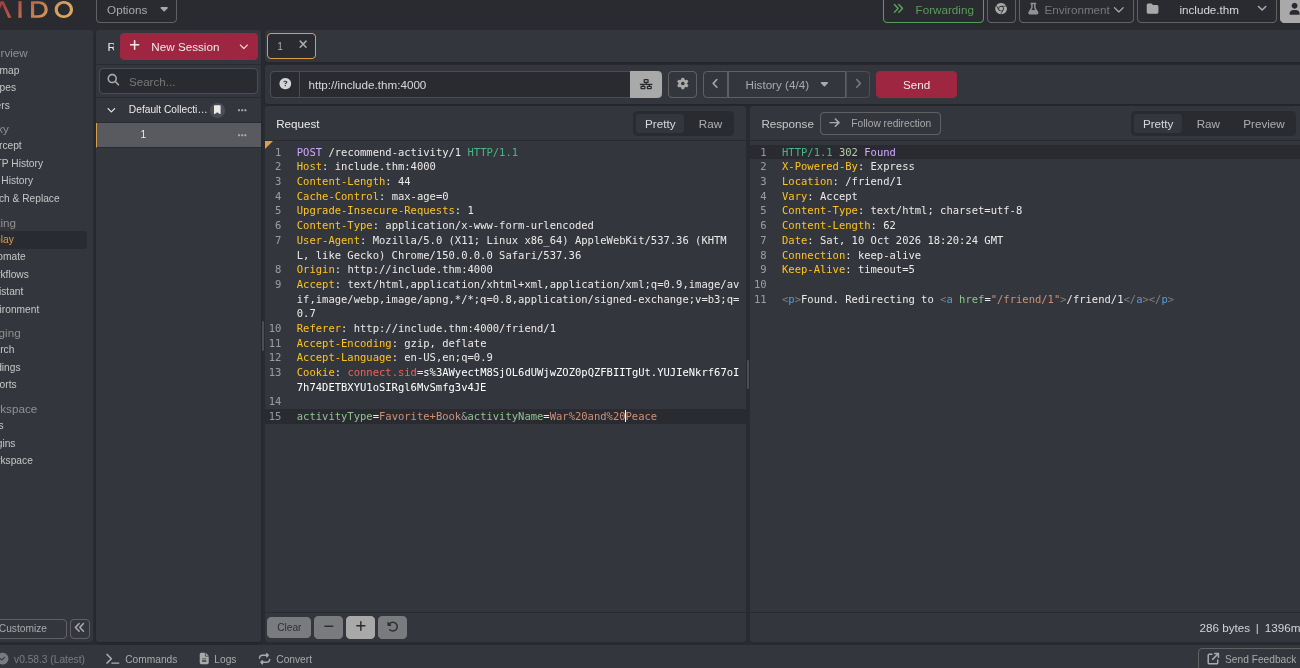 AIDO
Options
Forwarding
Environment
include.thm
rview
map
pes
ers
xy
rcept
TP History
History
ch & Replace
ting
lay
omate
kflows
istant
ironment
ging
rch
dings
orts
kspace
s
gins
kspace
Customize
R
New Session
Search...
Default Collecti...
1
1
http://include.thm:4000
History (4/4)
Send
Request
Pretty
Raw
1 POST /recommend-activity/1 HTTP/1.1
2 Host: include.thm:4000
3 Content-Length: 44
4 Cache-Control: max-age=0
5 Upgrade-Insecure-Requests: 1
6 Content-Type: application/x-www-form-urlencoded
7 User-Agent: Mozilla/5.0 (X11; Linux x86_64) AppleWebKit/537.36 (KHTM
L, like Gecko) Chrome/150.0.0.0 Safari/537.36
8 Origin: http://include.thm:4000
9 Accept: text/html,application/xhtml+xml,application/xml;q=0.9,image/av
if,image/webp,image/apng,*/*;q=0.8,application/signed-exchange;v=b3;q=
0.7
10 Referer: http://include.thm:4000/friend/1
11 Accept-Encoding: gzip, deflate
12 Accept-Language: en-US,en;q=0.9
13 Cookie: connect.sid=s%3AWyectM8SjOL6dUWjwZOZ0pQZFBIITgUt.YUJIeNkrf67oI
7h74DETBXYU1oSIRgl6MvSmfg3v4JE
14
15 activityType=Favorite+Book&activityName=War%20and%20Peace
Clear
Response
Follow redirection
Pretty
Raw
Preview
1 HTTP/1.1 302 Found
2 X-Powered-By: Express
3 Location: /friend/1
4 Vary: Accept
5 Content-Type: text/html; charset=utf-8
6 Content-Length: 62
7 Date: Sat, 10 Oct 2026 18:20:24 GMT
8 Connection: keep-alive
9 Keep-Alive: timeout=5
10
11 <p>Found. Redirecting to <a href="/friend/1">/friend/1</a></p>
286 bytes | 1396m
v0.58.3 (Latest)
Commands
Logs
Convert
Send Feedback